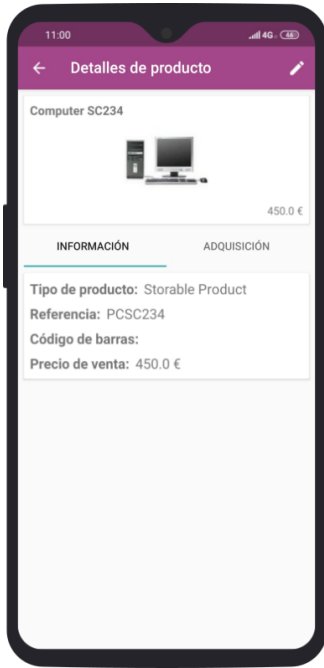 11:00
4G
Detalles de producto
Computer SC234
450.0 €
INFORMACIÓN ADQUISICIÓN
Tipo de producto: Storable Product
Referencia: PCSC234
Código de barras:
Precio de venta: 450.0 €